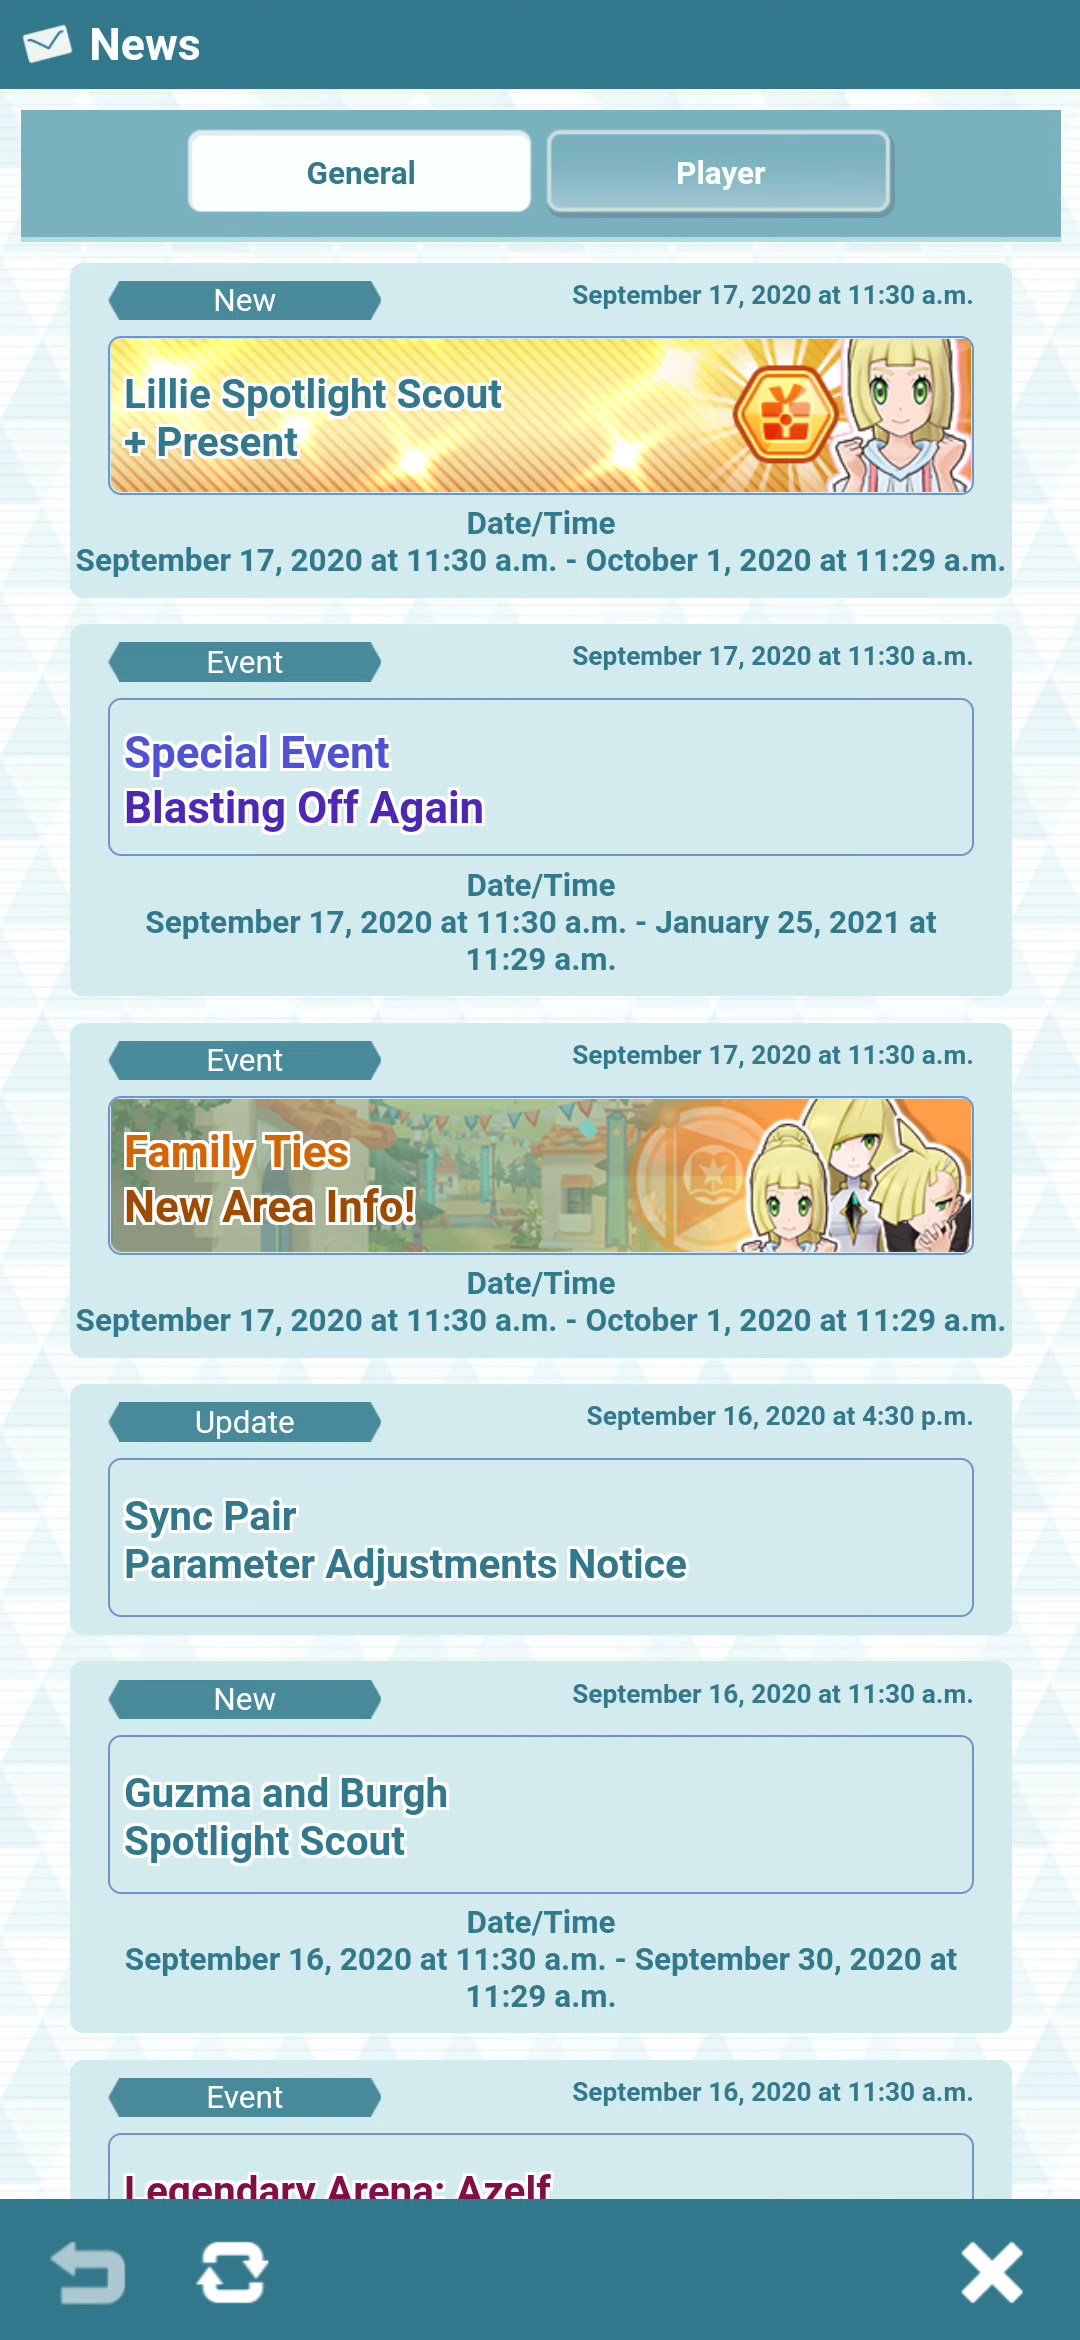 News
General
Player
New
September 17, 2020 at 11:30 a.m.
Lillie Spotlight Scout
+ Present
Date/Time
September 17, 2020 at 11:30 a.m. - October 1, 2020 at 11:29 a.m.
Event
September 17, 2020 at 11:30 a.m.
Special Event
Blasting Off Again
Date/Time
September 17, 2020 at 11:30 a.m. - January 25, 2021 at
11:29 a.m.
Event
September 17, 2020 at 11:30 a.m.
Family Ties
New Area Info!
Date/Time
September 17, 2020 at 11:30 a.m. - October 1, 2020 at 11:29 a.m.
Update
September 16, 2020 at 4:30 p.m.
Sync Pair
Parameter Adjustments Notice
New
September 16, 2020 at 11:30 a.m.
Guzma and Burgh
Spotlight Scout
Date/Time
September 16, 2020 at 11:30 a.m. - September 30, 2020 at
11:29 a.m.
Event
September 16, 2020 at 11:30 a.m.
Legendary Arena: Azelf